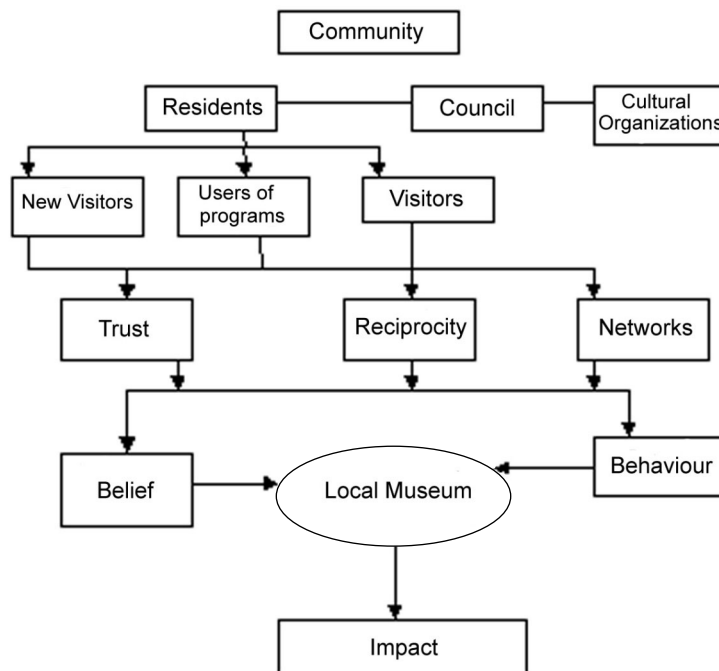 Community
Residents
Council
Cultural
Organizations
New Visitors
Users of
programs
Visitors
Trust
Reciprocity
Networks
Belief
Local Museum
Behaviour
Impact